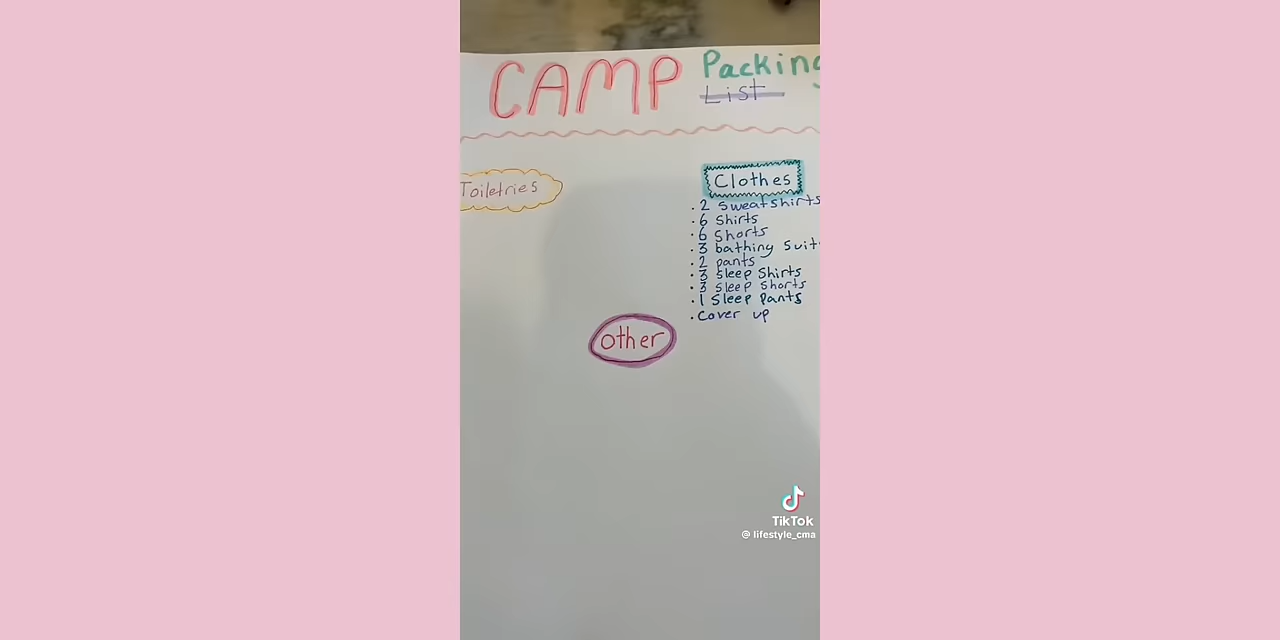 CAMP Packing
List
Toiletries
Clothes
. 2 sweatshirts
. 6 Shirts
. 6 Shorts
. 3 bathing Suit
. 2 pants
. 3 sleep Shirts
. 3 sleep shorts
. 1 Sleep Pants
. cover up
other
TikTok
@ lifestyle_cma